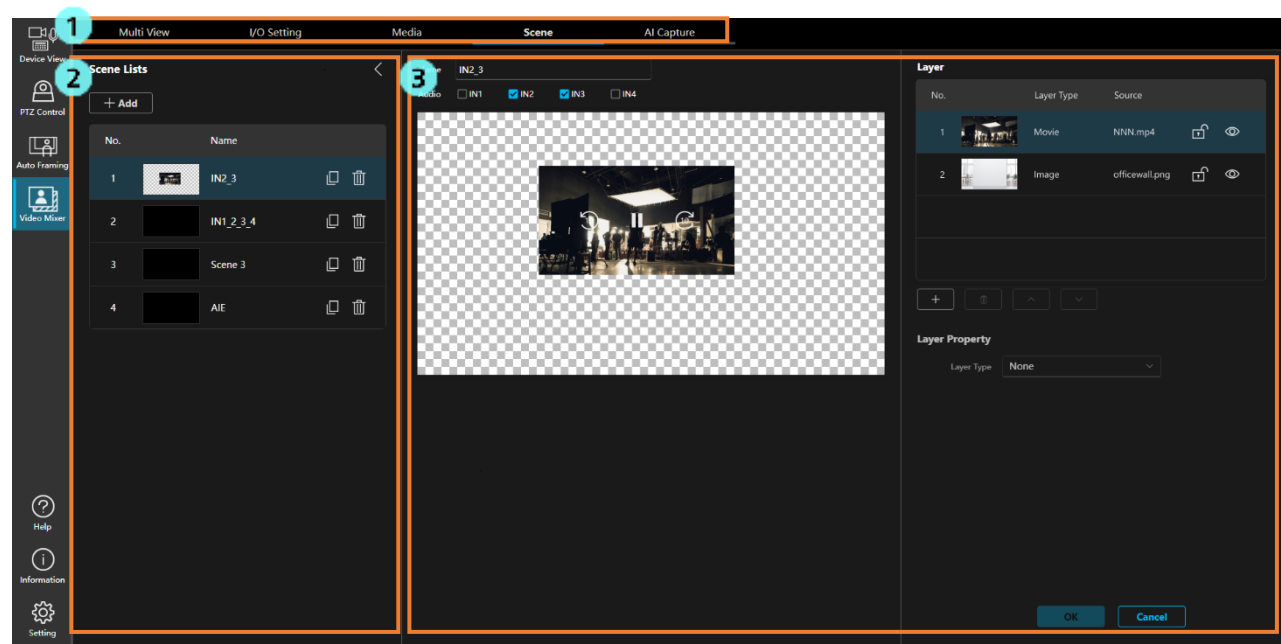 1
Multi View
I/O Setting
Media
Scene
AI Capture
Device View
PTZ Control
Auto Framing
Video Mixer
Help
Information
Setting
2
Scene Lists
+ Add
No. Name
1 IN2_3
2 IN1_2_3_4
3 Scene 3
4 AIE
3
IN2_3
Audio IN1 IN2 IN3 IN4
10
Layer
No. Layer Type Source
1 Movie NNN.mp4
2 Image officewall.png
Layer Property
Layer Type None
OK
Cancel